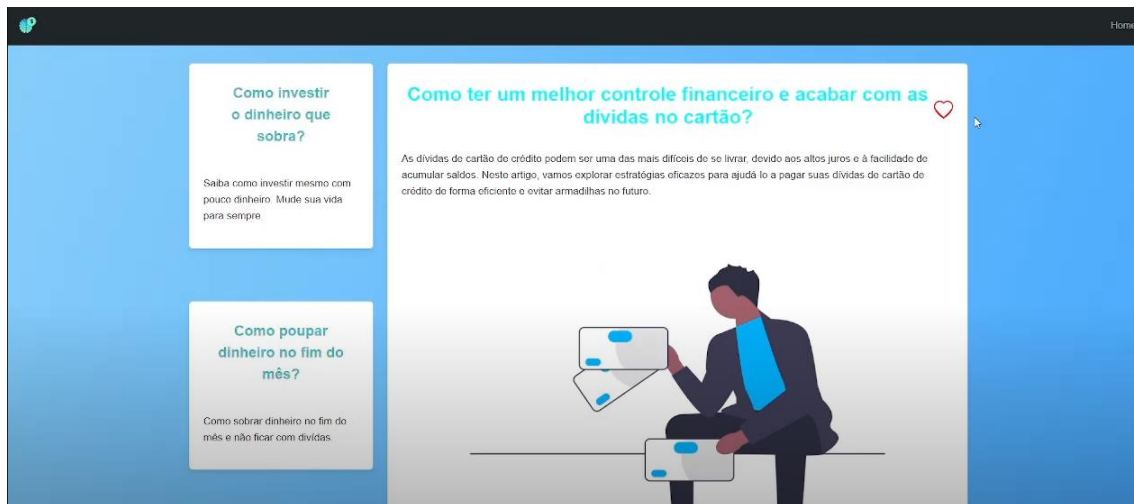 Home
Como investir
o dinheiro que
sobra?
Saiba como investir mesmo com
pouco dinheiro. Mude sua vida
para sempre
Como poupar
dinheiro no fim do
mês?
Como sobrar dinheiro no fim do
mês e não ficar com dívidas.
Como ter um melhor controle financeiro e acabar com as
dívidas no cartão?
As dívidas de cartão de crédito podem ser uma das mais difíceis de se livrar, devido aos altos juros e à facilidade de
acumular saldos. Neste artigo, vamos explorar estratégias eficazes para ajudá-lo a pagar suas dívidas de cartão de
crédito de forma eficiente e evitar armadilhas no futuro.